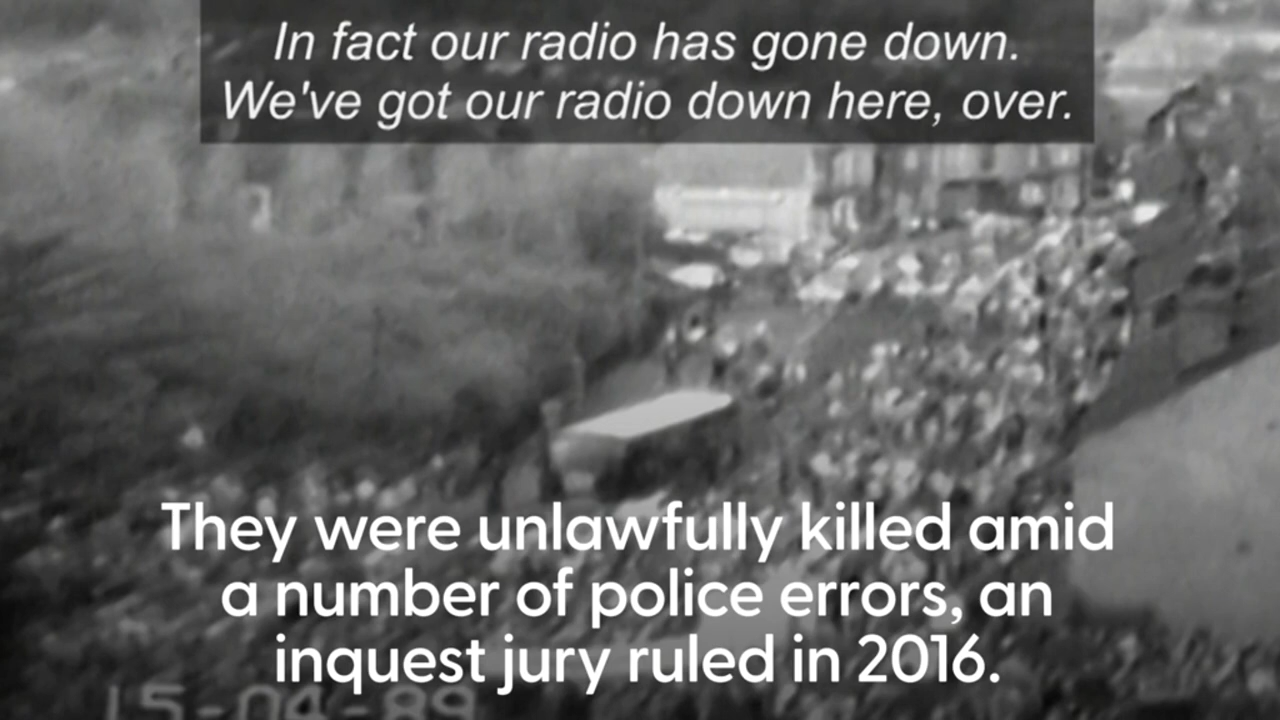 In fact our radio has gone down.
We've got our radio down here, over.
They were unlawfully killed amid
a number of police errors, an
inquest jury ruled in 2016.
15-04-89